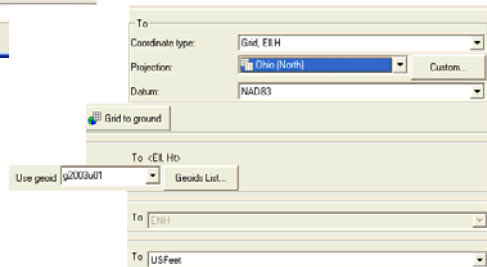 To
Coordinate type: Grid, Ell.H
Projection: Ohio (North) Custom...
Datum: NAD83
Grid to ground
To <Ell. Ht>
Use geoid g2003u01 Geoids List...
To ENH
To USFeet